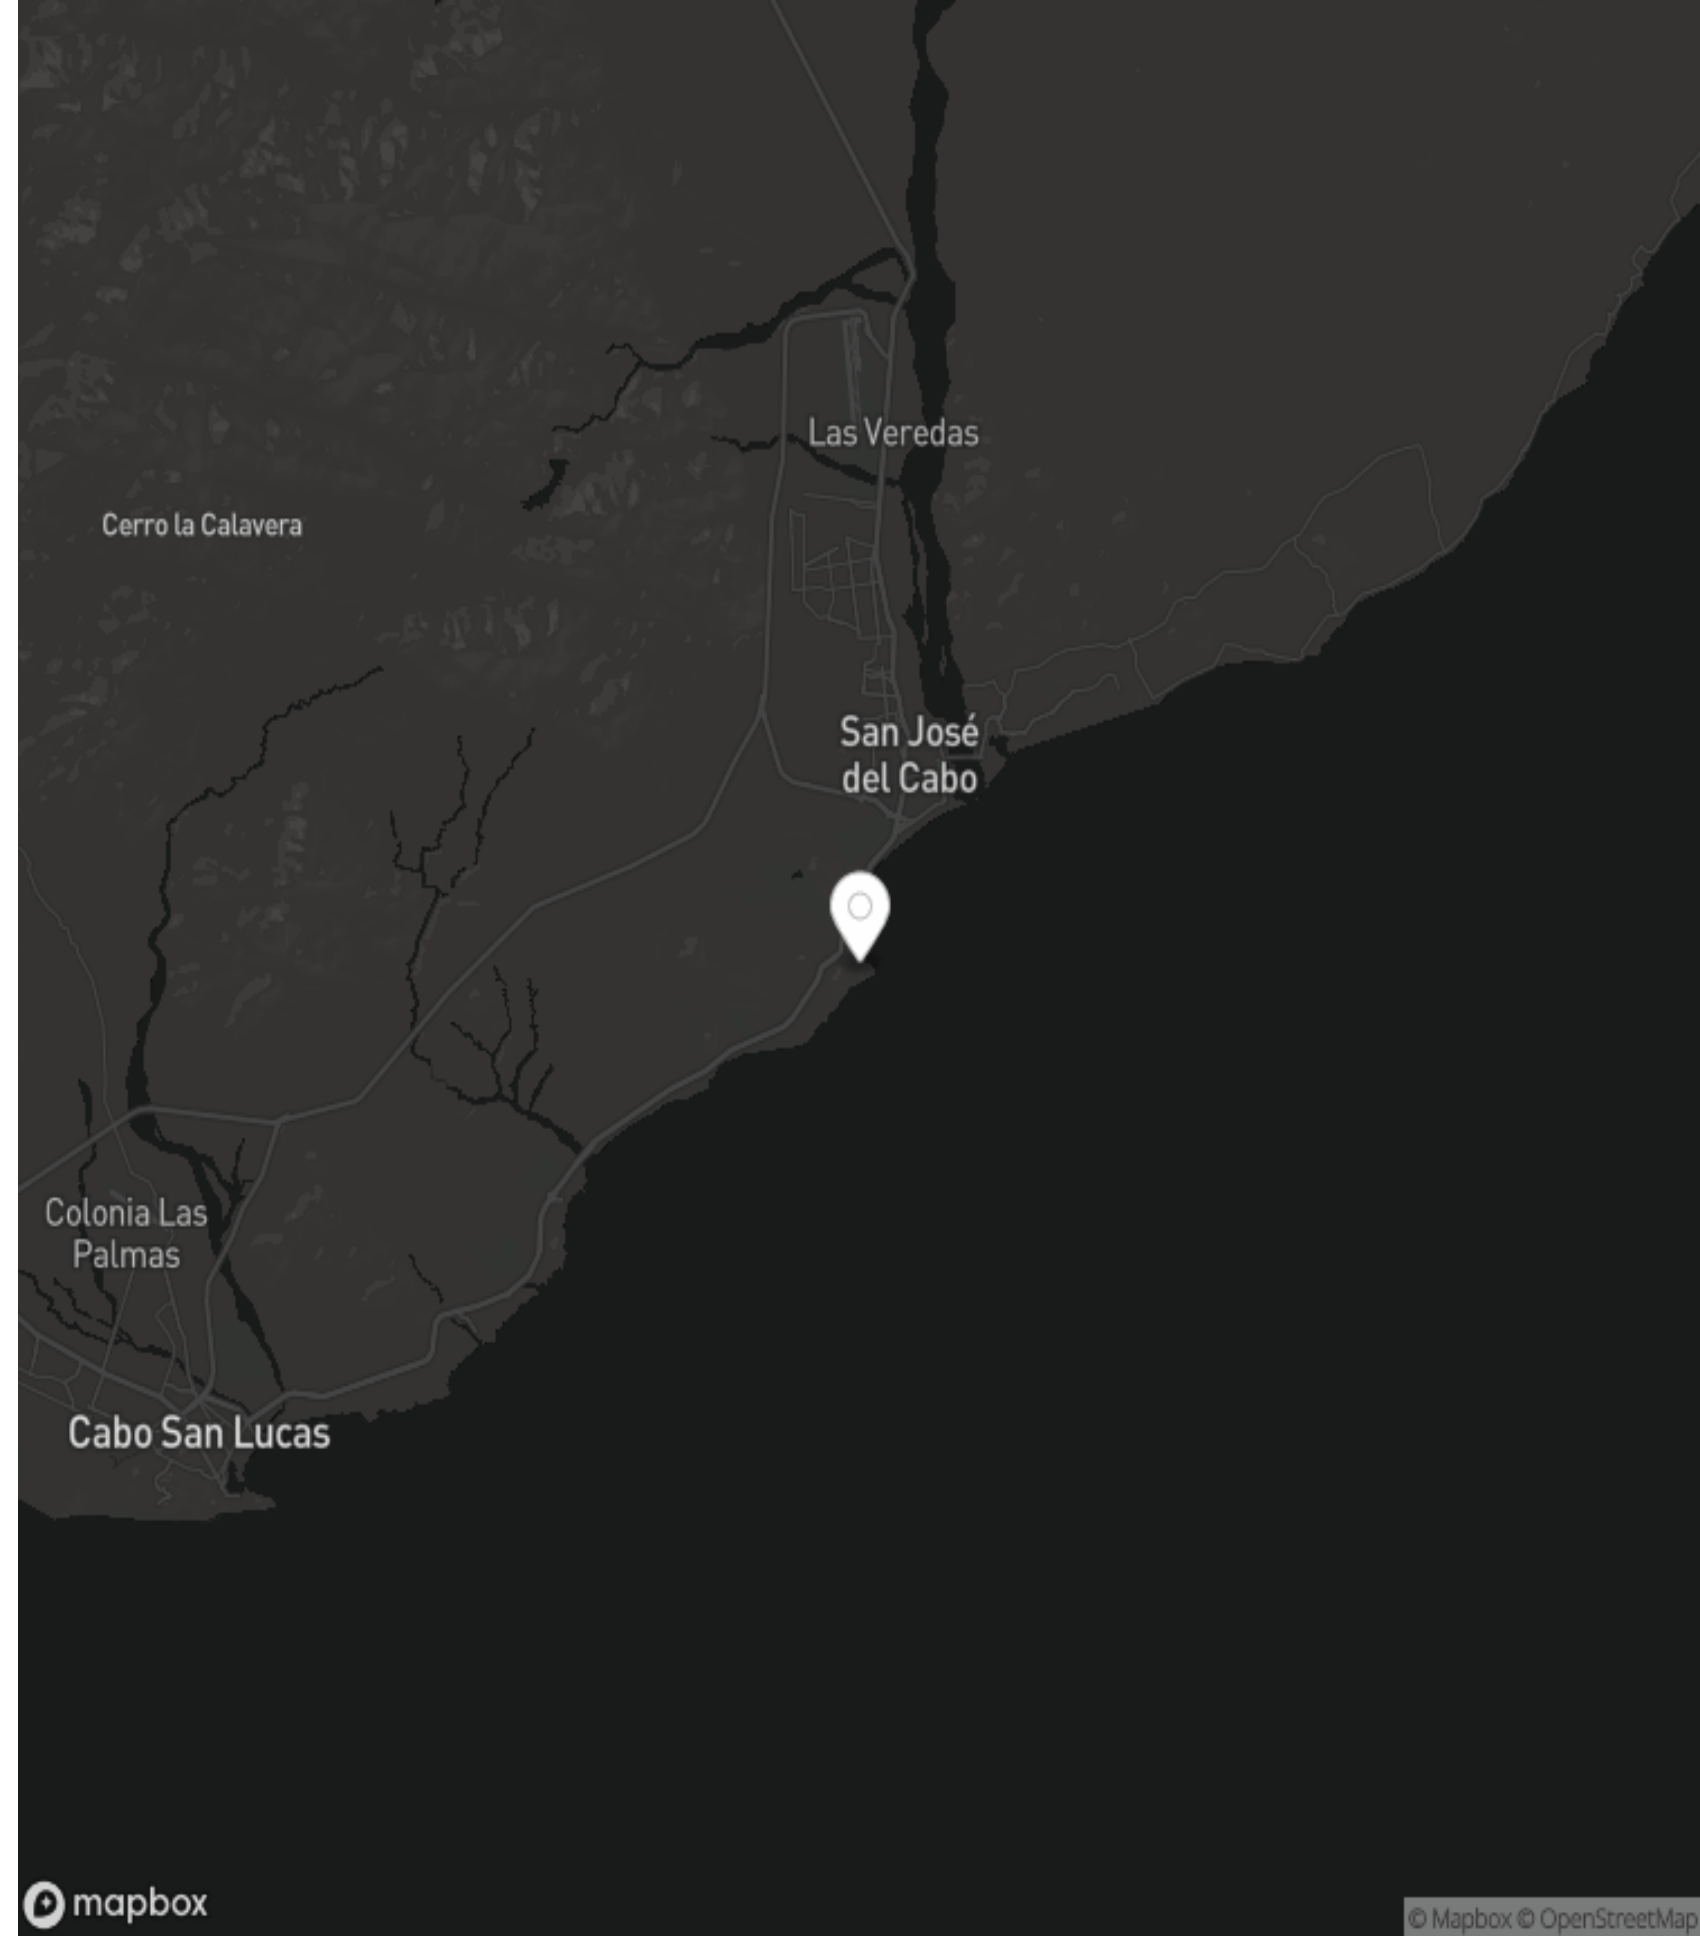 Las Veredas
Cerro la Calavera
San José
del Cabo
Colonia Las
Palmas
Cabo San Lucas
mapbox
© Mapbox © OpenStreetMap